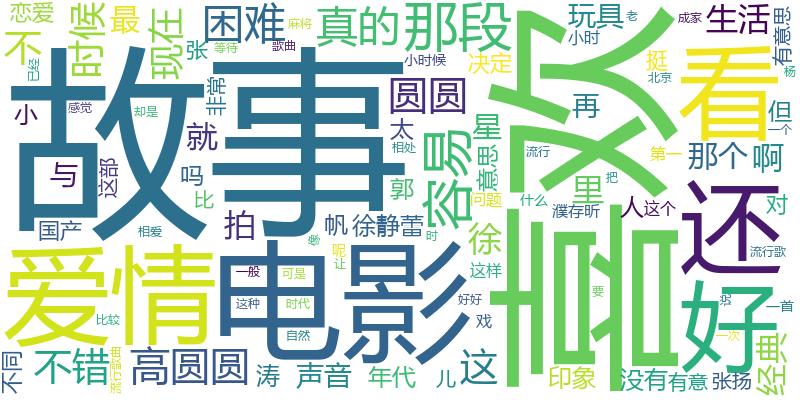 恋爱
不
时候
最
现在
困难
张
麻将
等待
歌曲
真的
那段
小时候
决定
玩具
小时
老
成家
生活
有意思
挺
北京
杨
已经
小
感觉
却是
故事
非常
就
圆圆
太
相处
容易
星
意思
喜欢
再
流行
第一
看
那个
啊
一个
但
与
这部
吗
比
郭
问题
什么
把
里
濮存昕
人
这个
还
对
国产
相爱
拍
帆
徐静蕾
时
徐
流行歌
爱情
电影
一般
可是
呢
让
这种
时代
自然
这样
好好
戏
要
好
一首
一次
比较
流行歌曲
经典
不同
不错
高圆圆
涛
声音
年代
儿
这
印象
没有
有意
张扬